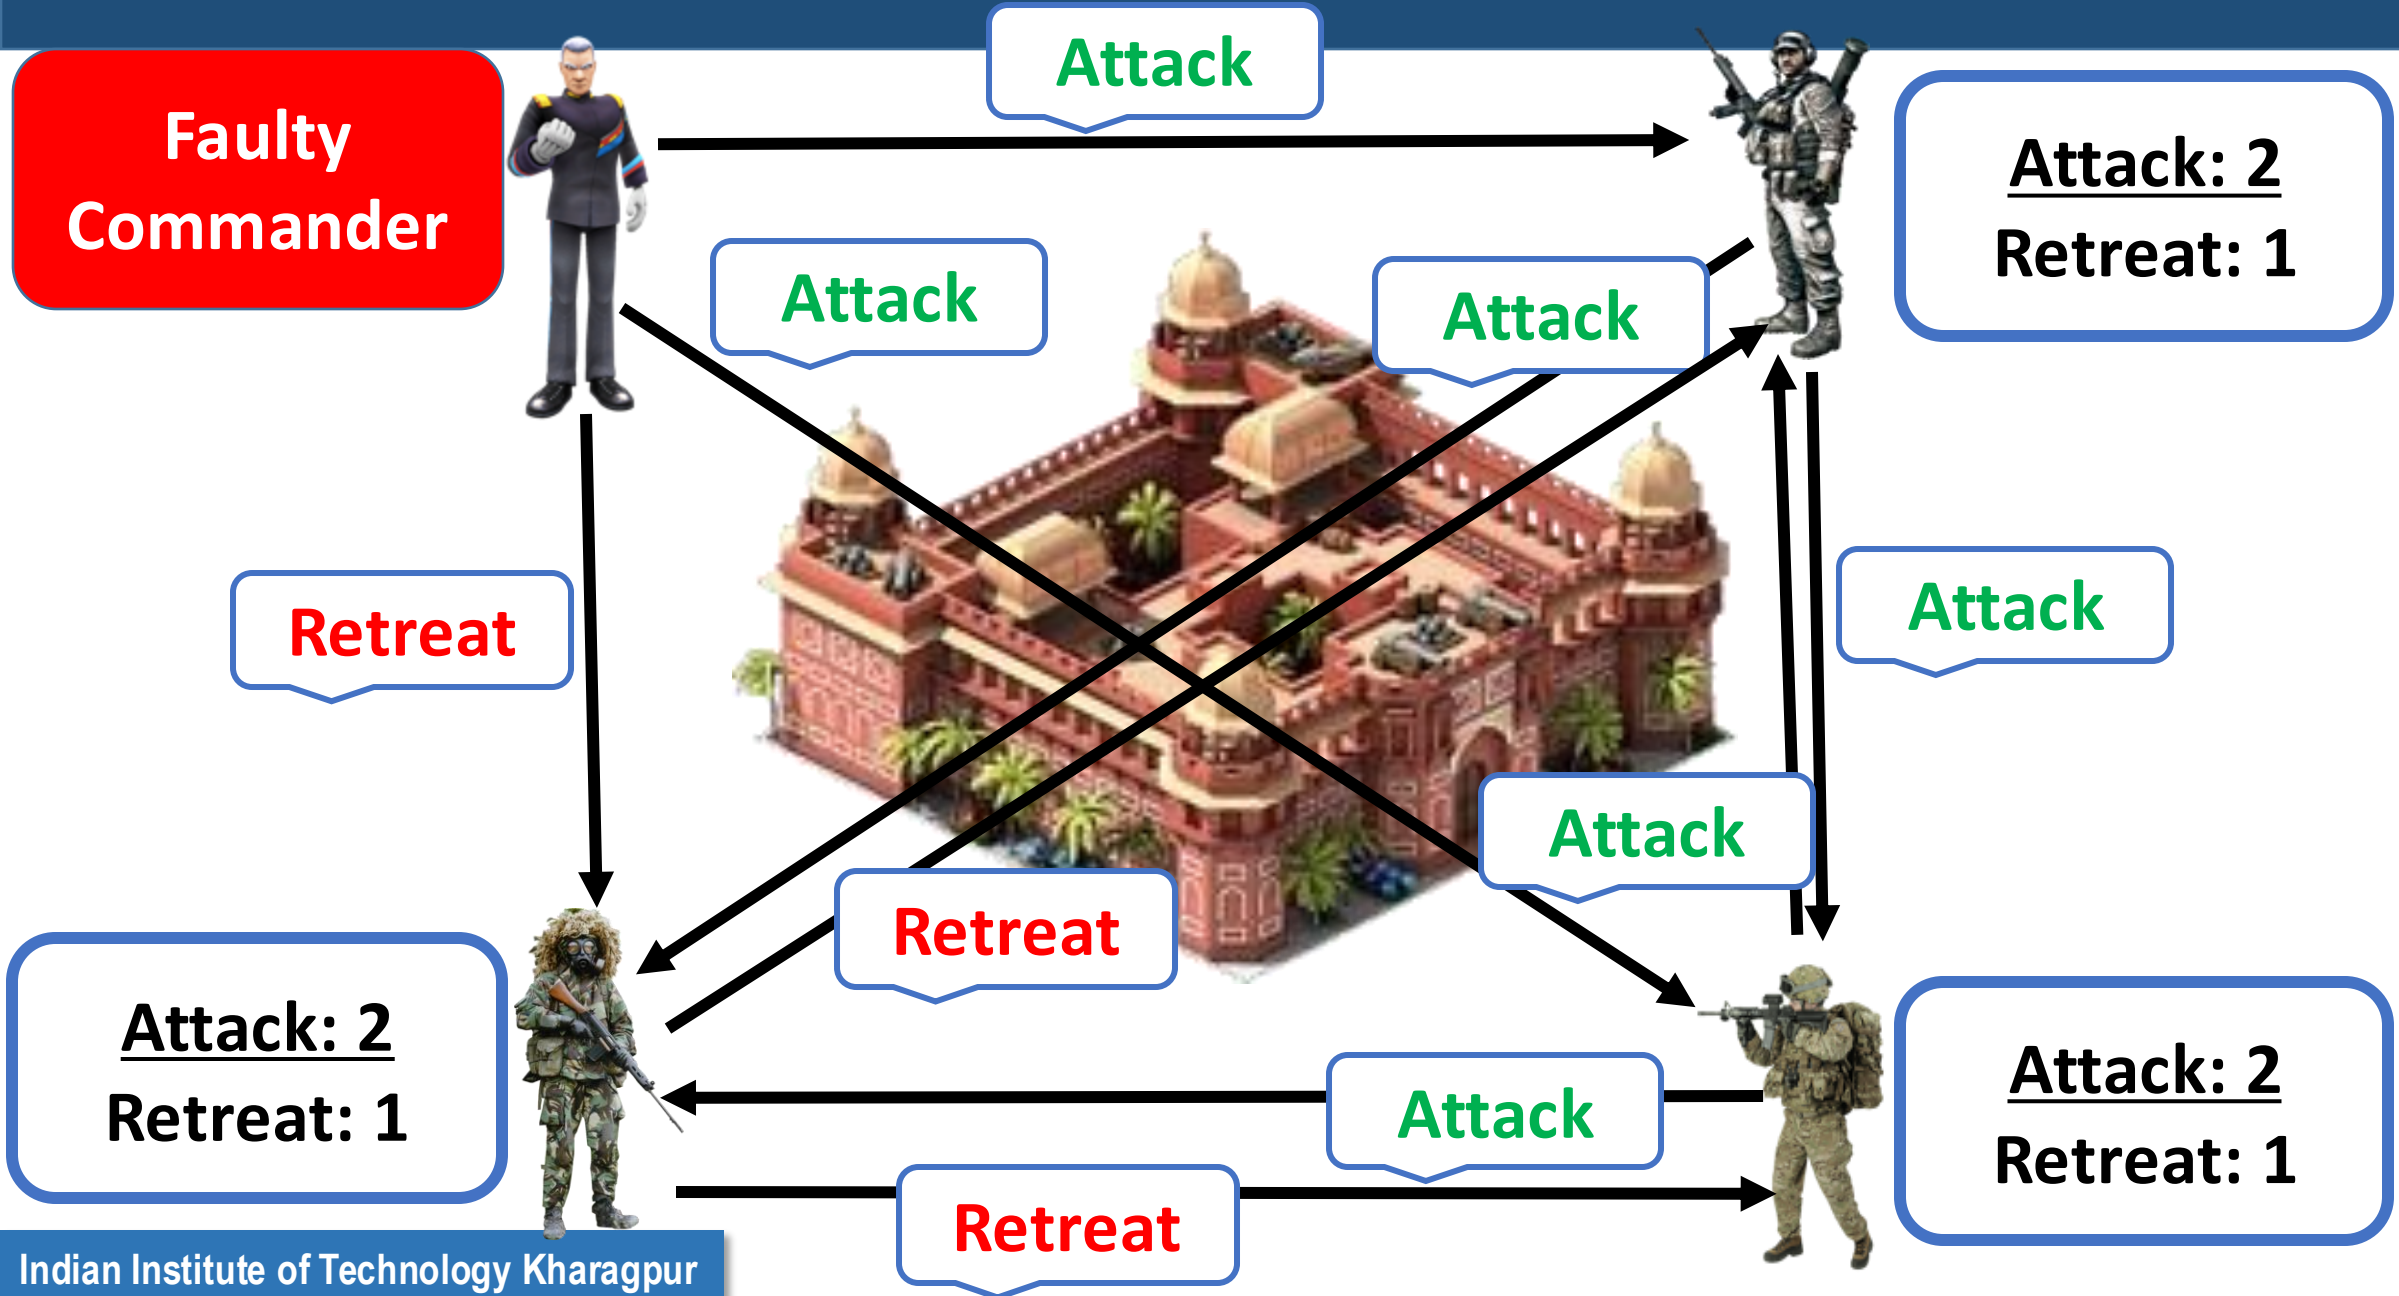 Attack
Faulty
Commander
Attack: 2
Retreat: 1
Attack
Attack
Retreat
Attack
Attack
Retreat
Attack: 2
Retreat: 1
Attack
Attack: 2
Retreat: 1
Retreat
Indian Institute of Technology Kharagpur